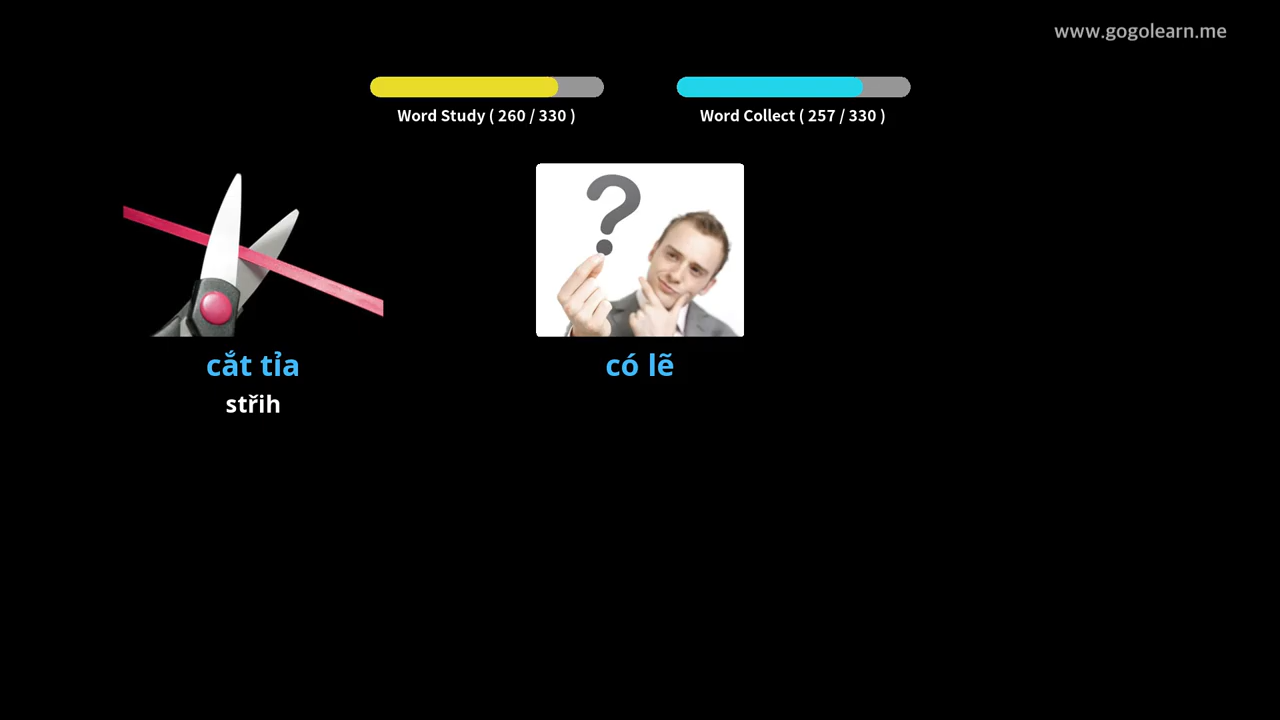 www.gogolearn.me
Word Study ( 260 / 330 )
Word Collect ( 257 / 330 )
cắt tỉa
střih
có lẽ